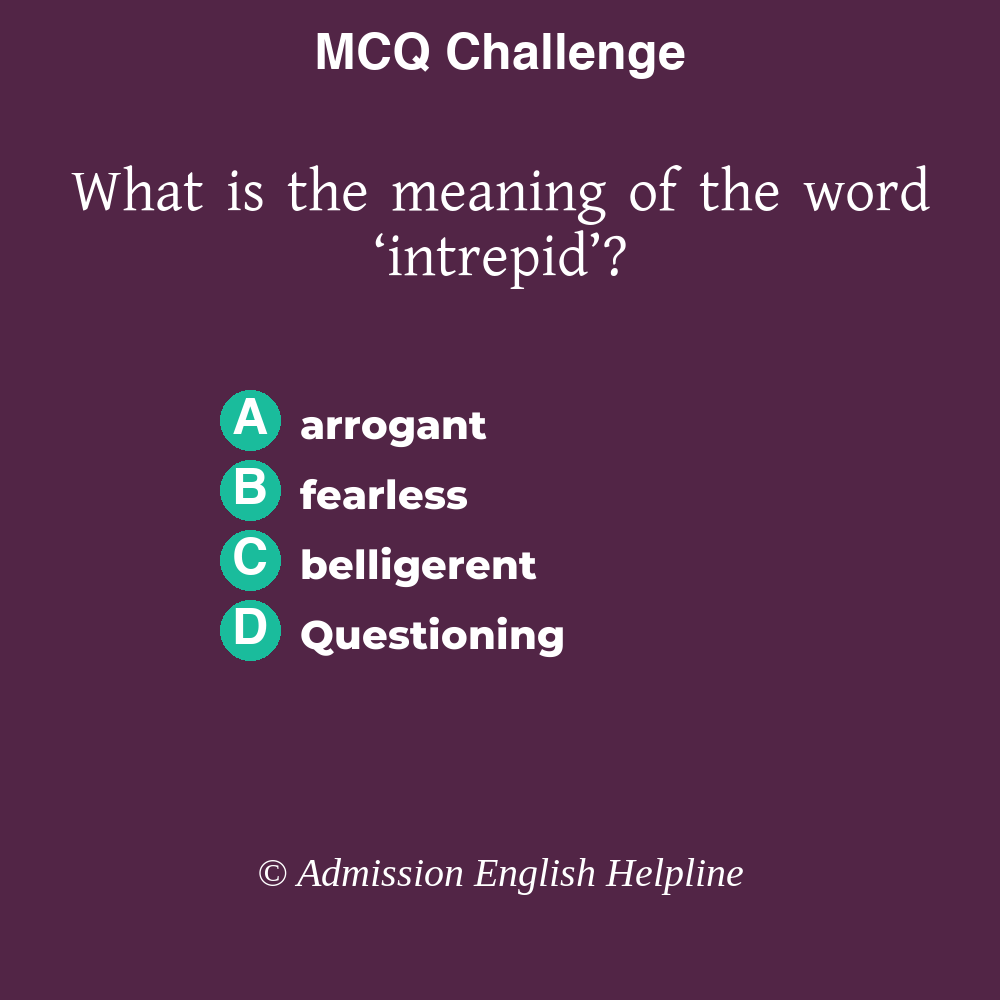 MCQ Challenge
What is the meaning of the word
‘intrepid’?
A arrogant
B fearless
C belligerent
D Questioning
© Admission English Helpline